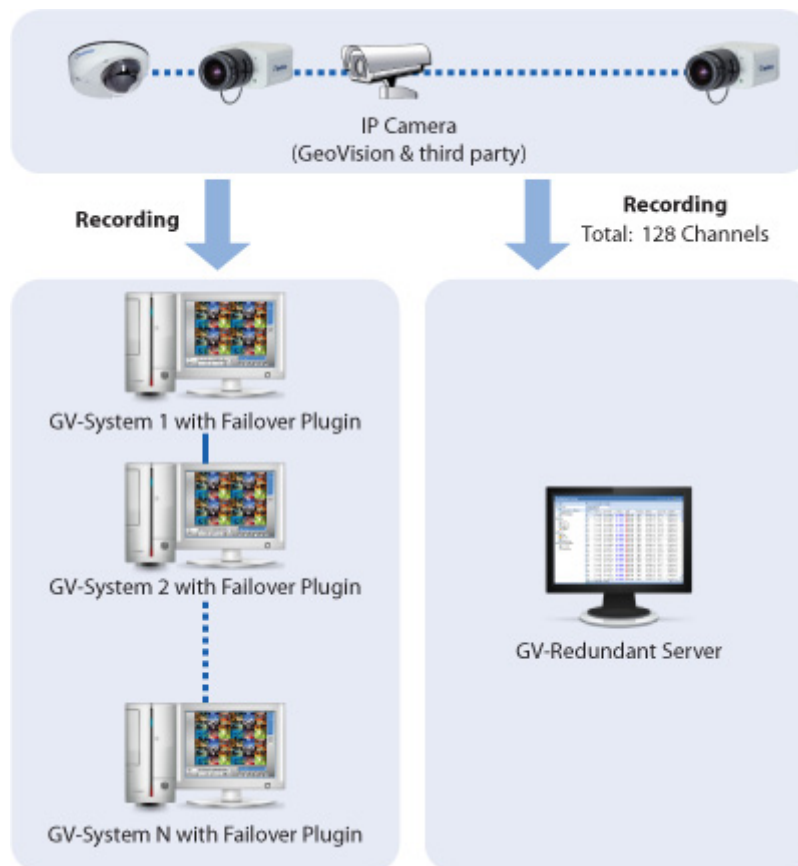 IP Camera
(GeoVision & third party)
Recording
Recording
Total: 128 Channels
GV-System 1 with Failover Plugin
GV-System 2 with Failover Plugin
GV-System N with Failover Plugin
GV-Redundant Server